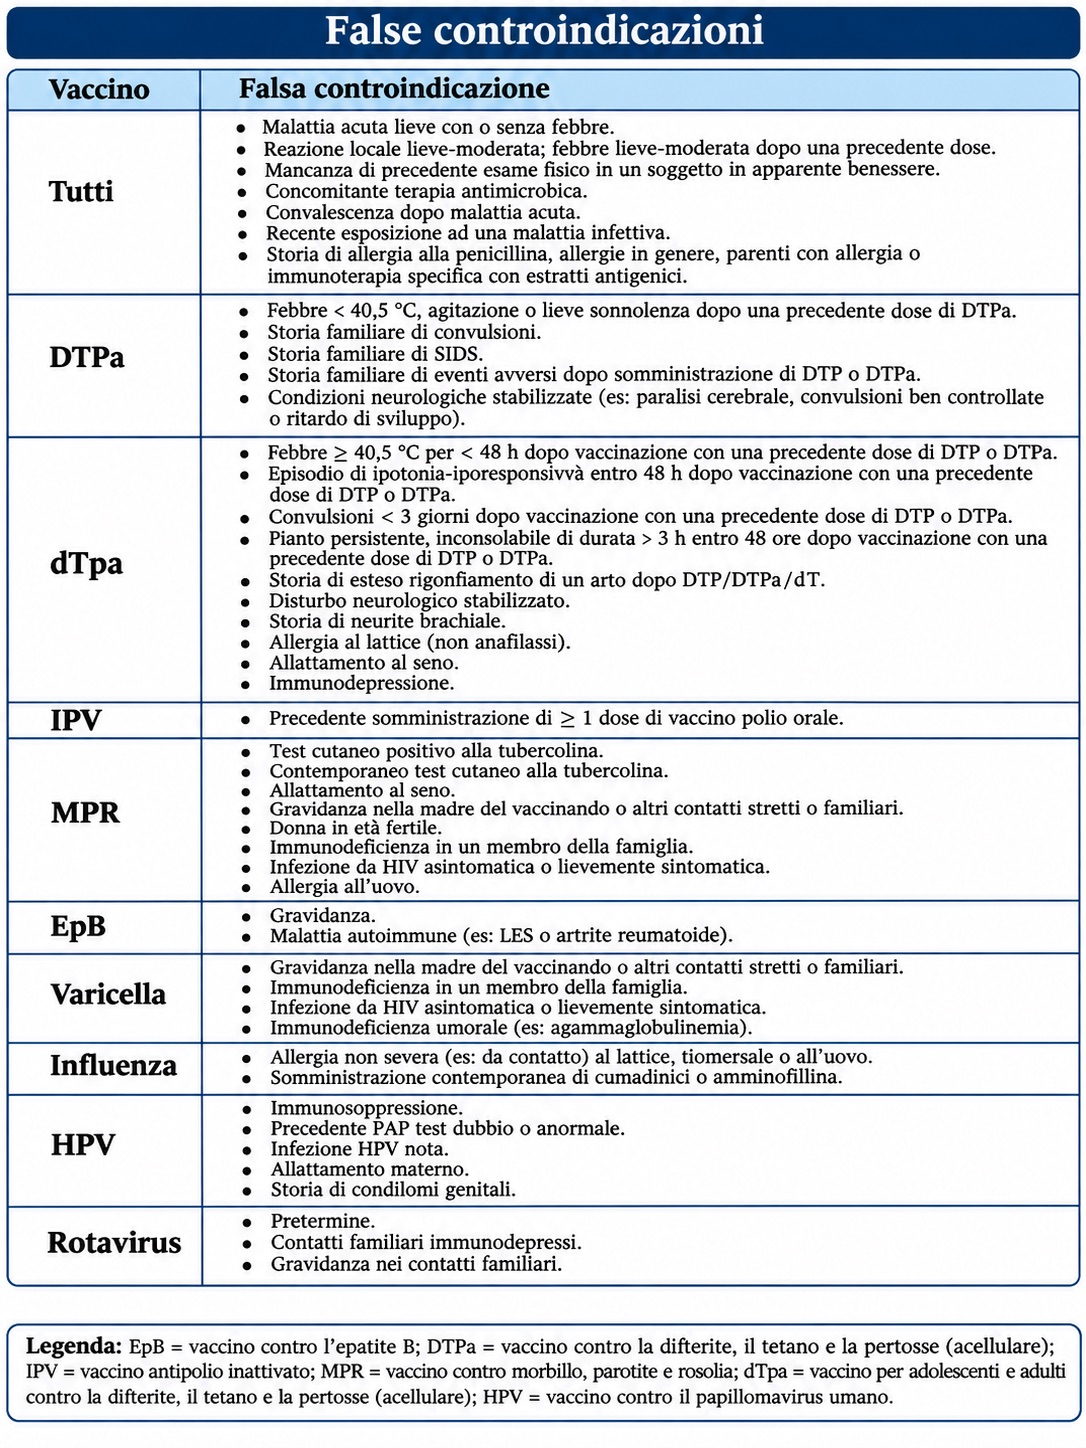 False controindicazioni
Vaccino
Falsa controindicazione
Tutti
• Malattia acuta lieve con o senza febbre.
• Reazione locale lieve-moderata; febbre lieve-moderata dopo una precedente dose.
• Mancanza di precedente esame fisico in un soggetto in apparente benessere.
• Concomitante terapia antimicrobica.
• Convalescenza dopo malattia acuta.
• Recente esposizione ad una malattia infettiva.
• Storia di allergia alla penicillina, allergie in genere, parenti con allergia o
immunoterapia specifica con estratti antigenici.
DTPa
• Febbre < 40,5 °C, agitazione o lieve sonnolenza dopo una precedente dose di DTPa.
• Storia familiare di convulsioni.
• Storia familiare di SIDS.
• Storia familiare di eventi avversi dopo somministrazione di DTP o DTPa.
• Condizioni neurologiche stabilizzate (es: paralisi cerebrale, convulsioni ben controllate
o ritardo di sviluppo).
dTpa
• Febbre ≥ 40,5 °C per < 48 h dopo vaccinazione con una precedente dose di DTP o DTPa.
• Episodio di ipotonia-iporesponsivvà entro 48 h dopo vaccinazione con una precedente
dose di DTP o DTPa.
• Convulsioni < 3 giorni dopo vaccinazione con una precedente dose di DTP o DTPa.
• Pianto persistente, inconsolabile di durata > 3 h entro 48 ore dopo vaccinazione con una
precedente dose di DTP o DTPa.
• Storia di esteso rigonfiamento di un arto dopo DTP/DTPa/dT.
• Disturbo neurologico stabilizzato.
• Storia di neurite brachiale.
• Allergia al lattice (non anafilassi).
• Allattamento al seno.
• Immunodepressione.
IPV
• Precedente somministrazione di ≥ 1 dose di vaccino polio orale.
MPR
• Test cutaneo positivo alla tubercolina.
• Contemporaneo test cutaneo alla tubercolina.
• Allattamento al seno.
• Gravidanza nella madre del vaccinando o altri contatti stretti o familiari.
• Donna in età fertile.
• Immunodeficienza in un membro della famiglia.
• Infezione da HIV asintomatica o lievemente sintomatica.
• Allergia all'uovo.
EpB
• Gravidanza.
• Malattia autoimmune (es: LES o artrite reumatoide).
Varicella
• Gravidanza nella madre del vaccinando o altri contatti stretti o familiari.
• Immunodeficienza in un membro della famiglia.
• Infezione da HIV asintomatica o lievemente sintomatica.
• Immunodeficienza umorale (es: agammaglobulinemia).
Influenza
• Allergia non severa (es: da contatto) al lattice, tiomersale o all'uovo.
• Somministrazione contemporanea di cumadinici o amminofillina.
HPV
• Immunosoppressione.
• Precedente PAP test dubbio o anormale.
• Infezione HPV nota.
• Allattamento materno.
• Storia di condilomi genitali.
Rotavirus
• Pretermine.
• Contatti familiari immunodepressi.
• Gravidanza nei contatti familiari.
Legenda: EpB = vaccino contro l'epatite B; DTPa = vaccino contro la difterite, il tetano e la pertosse (acellulare);
IPV = vaccino antipolio inattivato; MPR = vaccino contro morbillo, parotite e rosolia; dTpa = vaccino per adolescenti e adulti
contro la difterite, il tetano e la pertosse (acellulare); HPV = vaccino contro il papillomavirus umano.